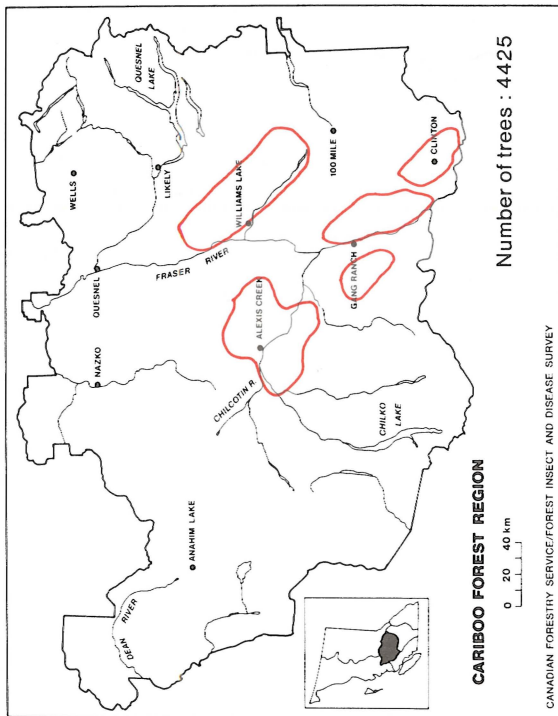 WELLS
QUESNEL
LAKE
LIKELY
QUESNEL
NAZKO
FRASER RIVER
WILLIAMS LAKE
100 MILE
CLINTON
GANG RANCH
ALEXIS CREEK
CHILCOTIN R.
CHILKO
LAKE
ANAHIM LAKE
DEAN RIVER
CARIBOO FOREST REGION
0 20 40 km
Number of trees : 4425
CANADIAN FORESTRY SERVICE/FOREST INSECT AND DISEASE SURVEY